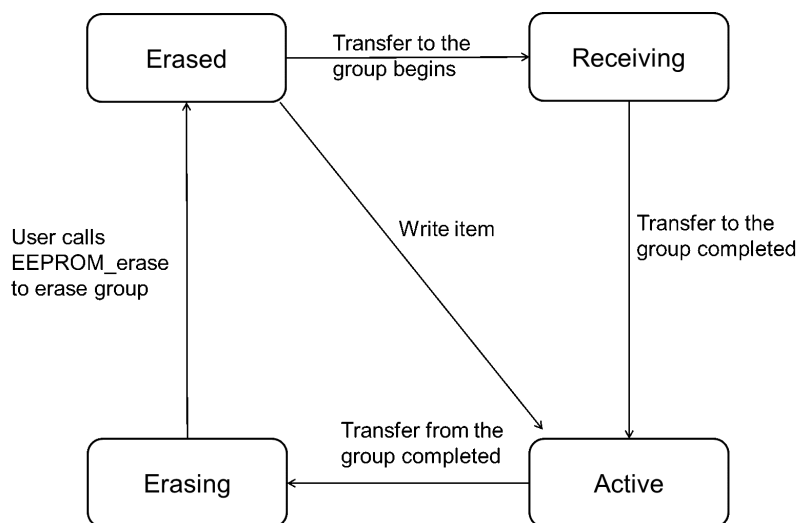 Erased
Transfer to the
group begins
Receiving
Write item
Transfer to the
group completed
User calls
EEPROM_erase
to erase group
Transfer from the
group completed
Erasing
Active